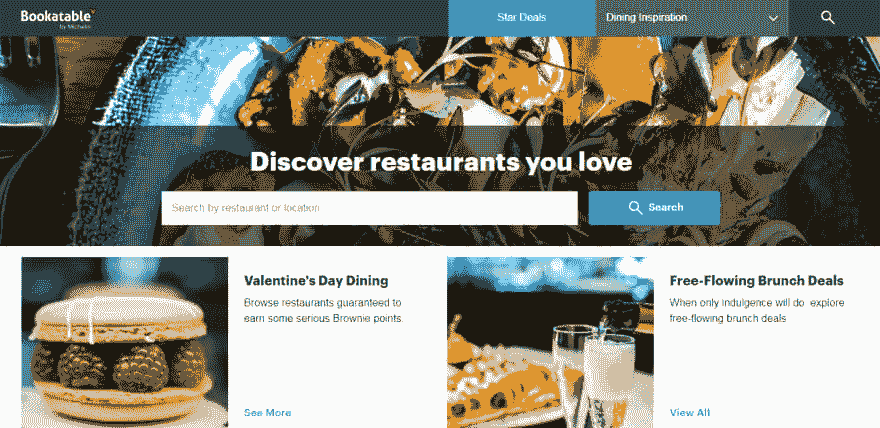 Bookatable
by Michelin
Star Deals
Dining Inspiration
Discover restaurants you love
Search by restaurant or location
Search
Valentine's Day Dining
Browse restaurants guaranteed to
earn some serious Brownie points.
See More
Free-Flowing Brunch Deals
When only indulgence will do explore
free-flowing brunch deals
View All